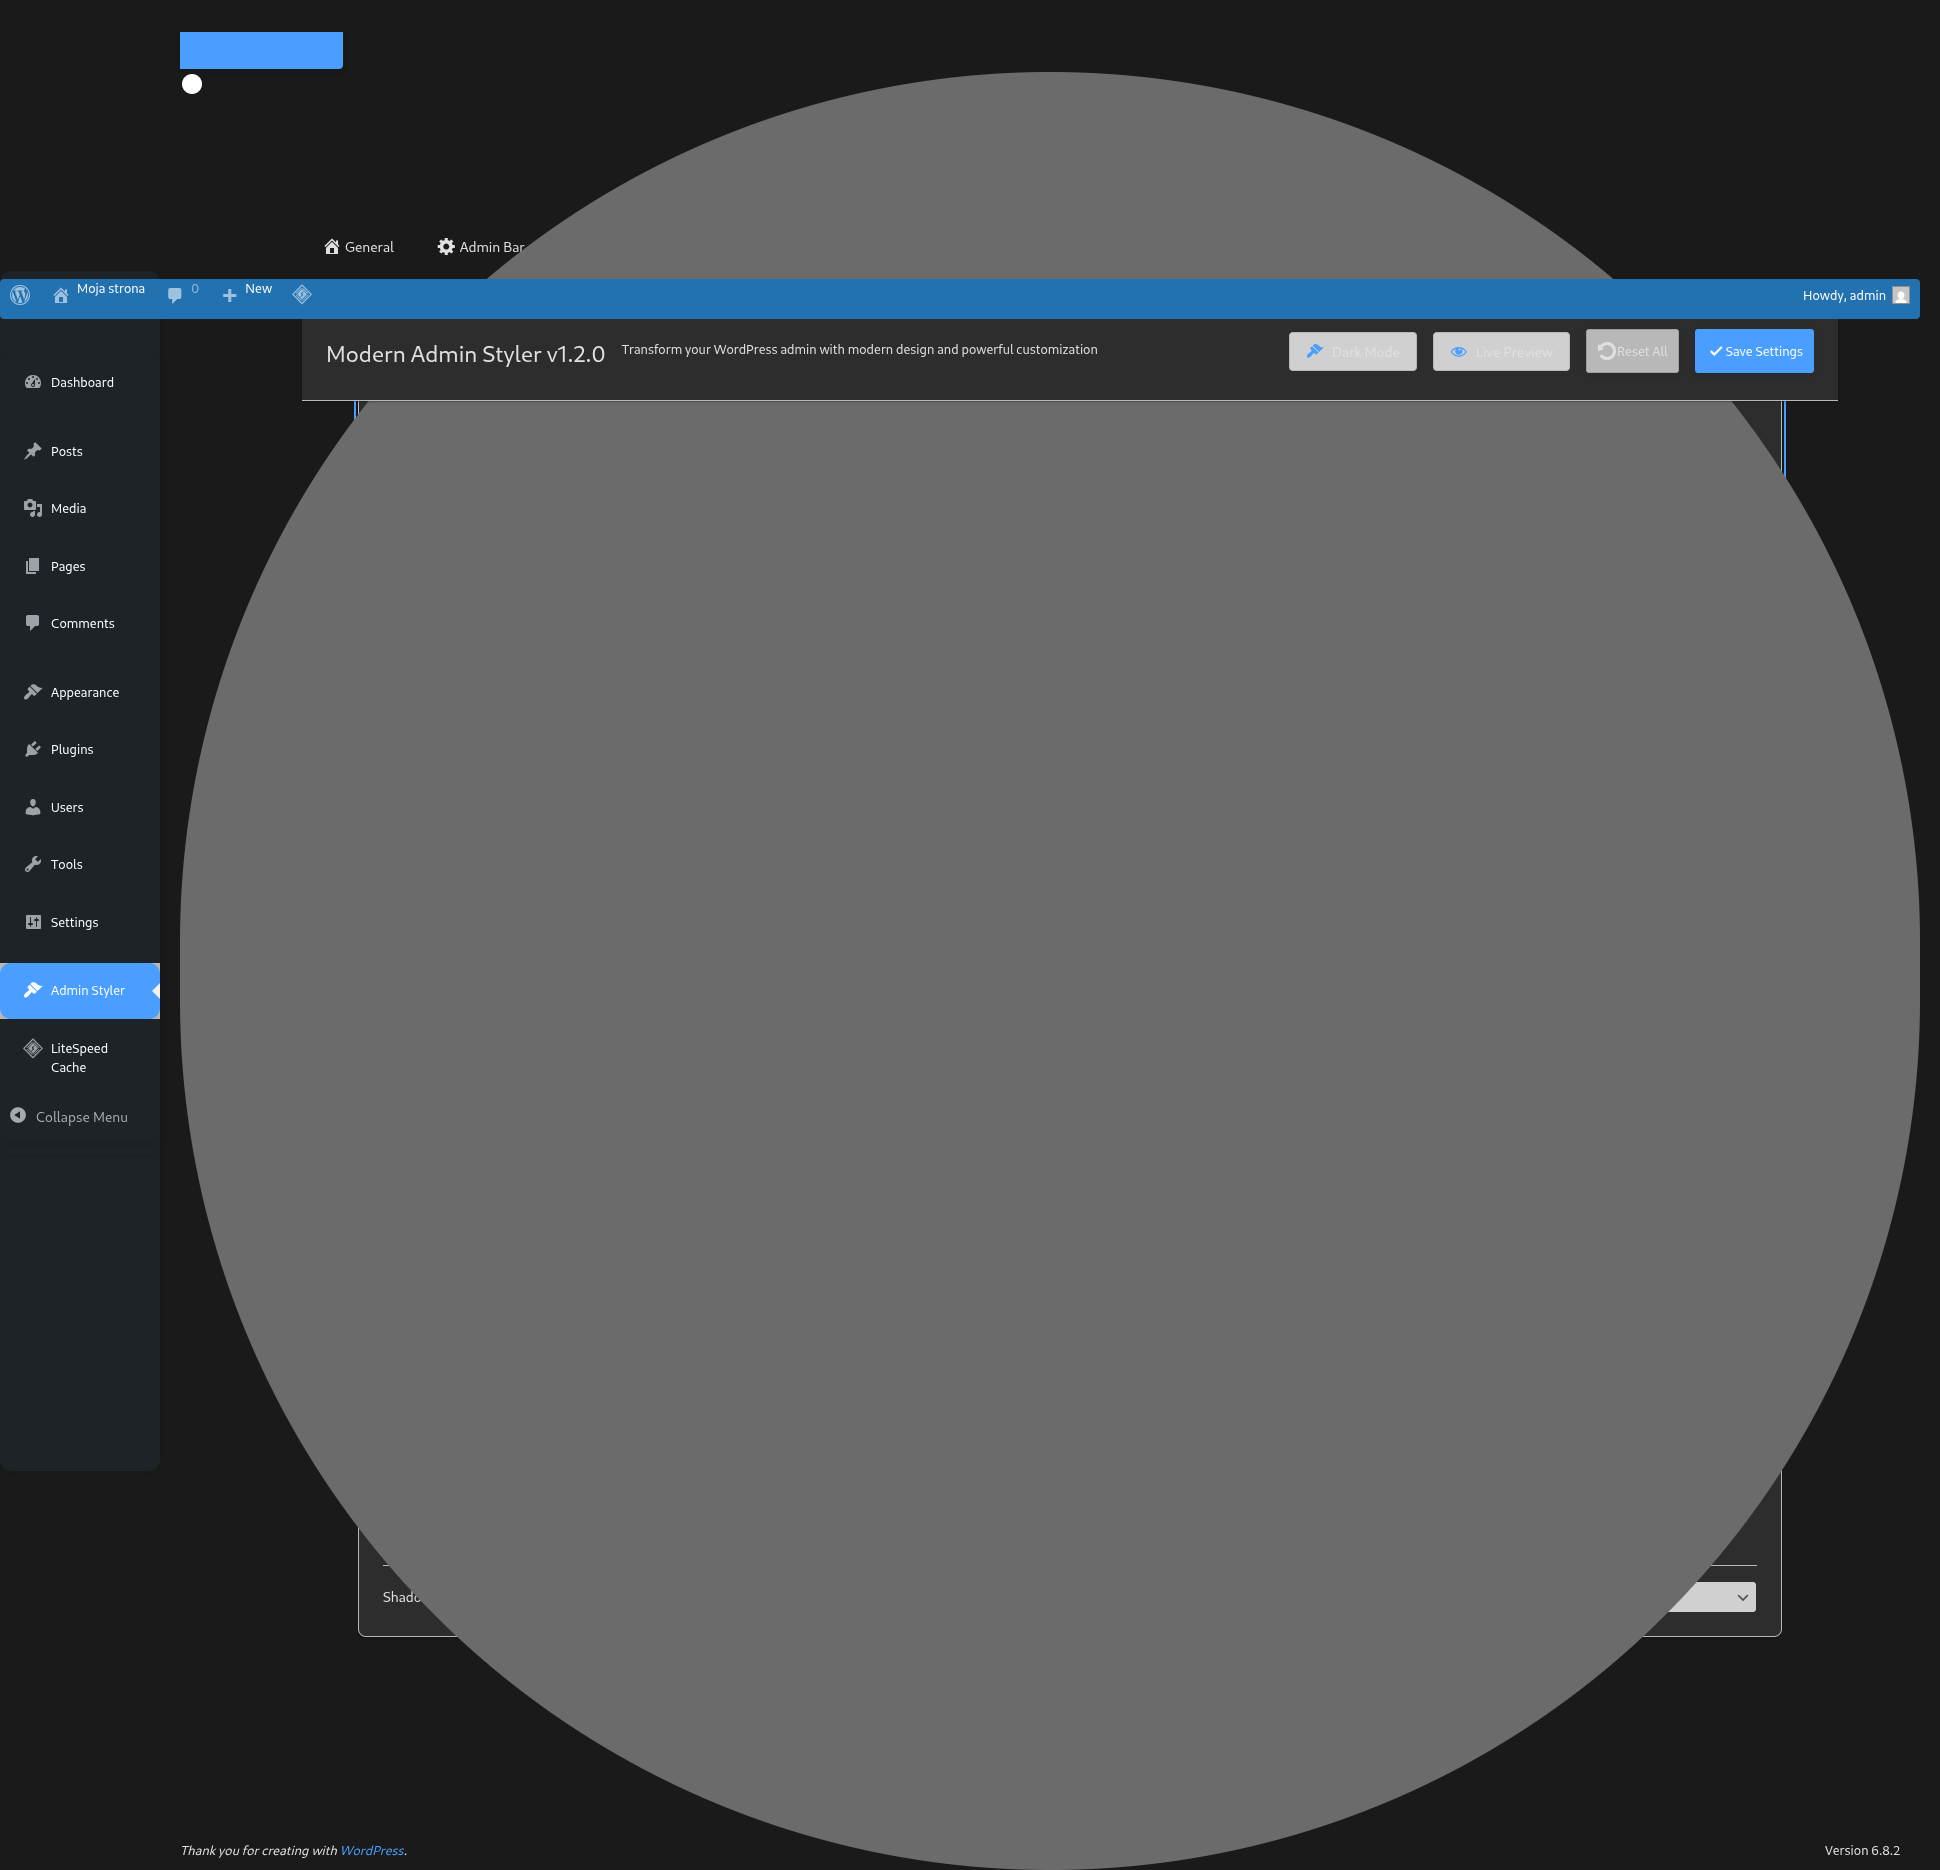 General
Admin Bar
Moja strona
0
New
Howdy, admin
Modern Admin Styler v1.2.0
Transform your WordPress admin with modern design and powerful customization
Dark Mode
Live Preview
Reset All
Save Settings
Dashboard
Posts
Media
Pages
Comments
Appearance
Plugins
Users
Tools
Settings
Admin Styler
LiteSpeed
Cache
Collapse Menu
Thank you for creating with WordPress.
Version 6.8.2